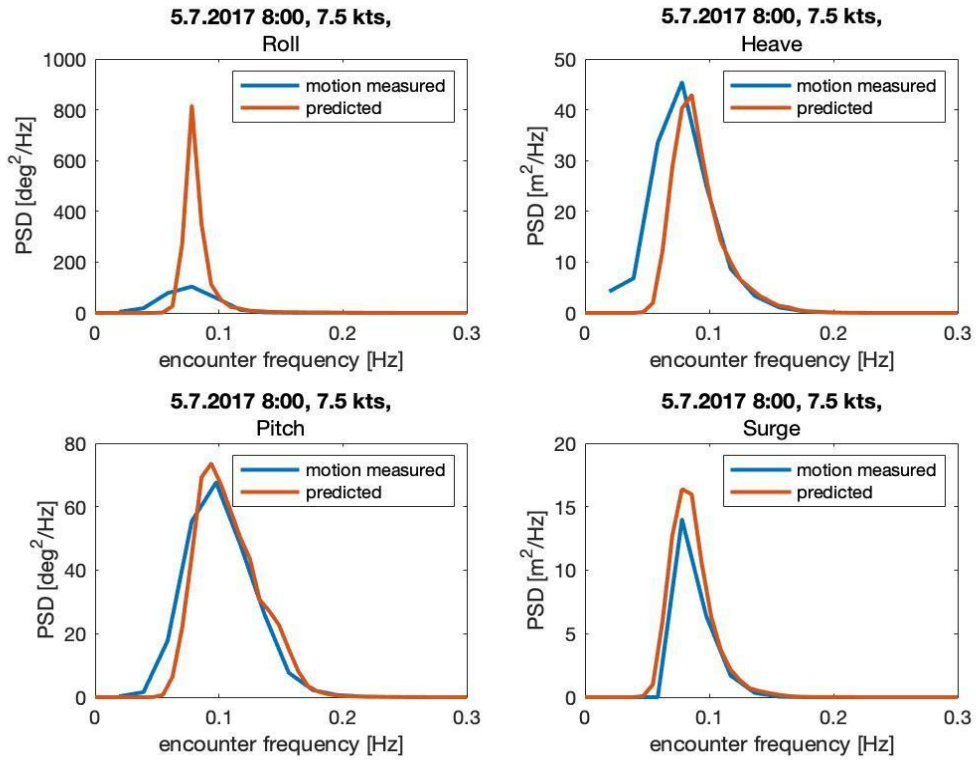 5.7.2017 8:00, 7.5 kts,
Roll
1000
800
600
400
200
0
PSD [deg²/Hz]
motion measured
predicted
0 0.1 0.2 0.3
encounter frequency [Hz]
5.7.2017 8:00, 7.5 kts,
Heave
50
40
30
20
10
0
PSD [m²/Hz]
motion measured
predicted
0 0.1 0.2 0.3
encounter frequency [Hz]
5.7.2017 8:00, 7.5 kts,
Pitch
80
60
40
20
0
PSD [deg²/Hz]
motion measured
predicted
0 0.1 0.2 0.3
encounter frequency [Hz]
5.7.2017 8:00, 7.5 kts,
Surge
20
15
10
5
0
PSD [m²/Hz]
motion measured
predicted
0 0.1 0.2 0.3
encounter frequency [Hz]